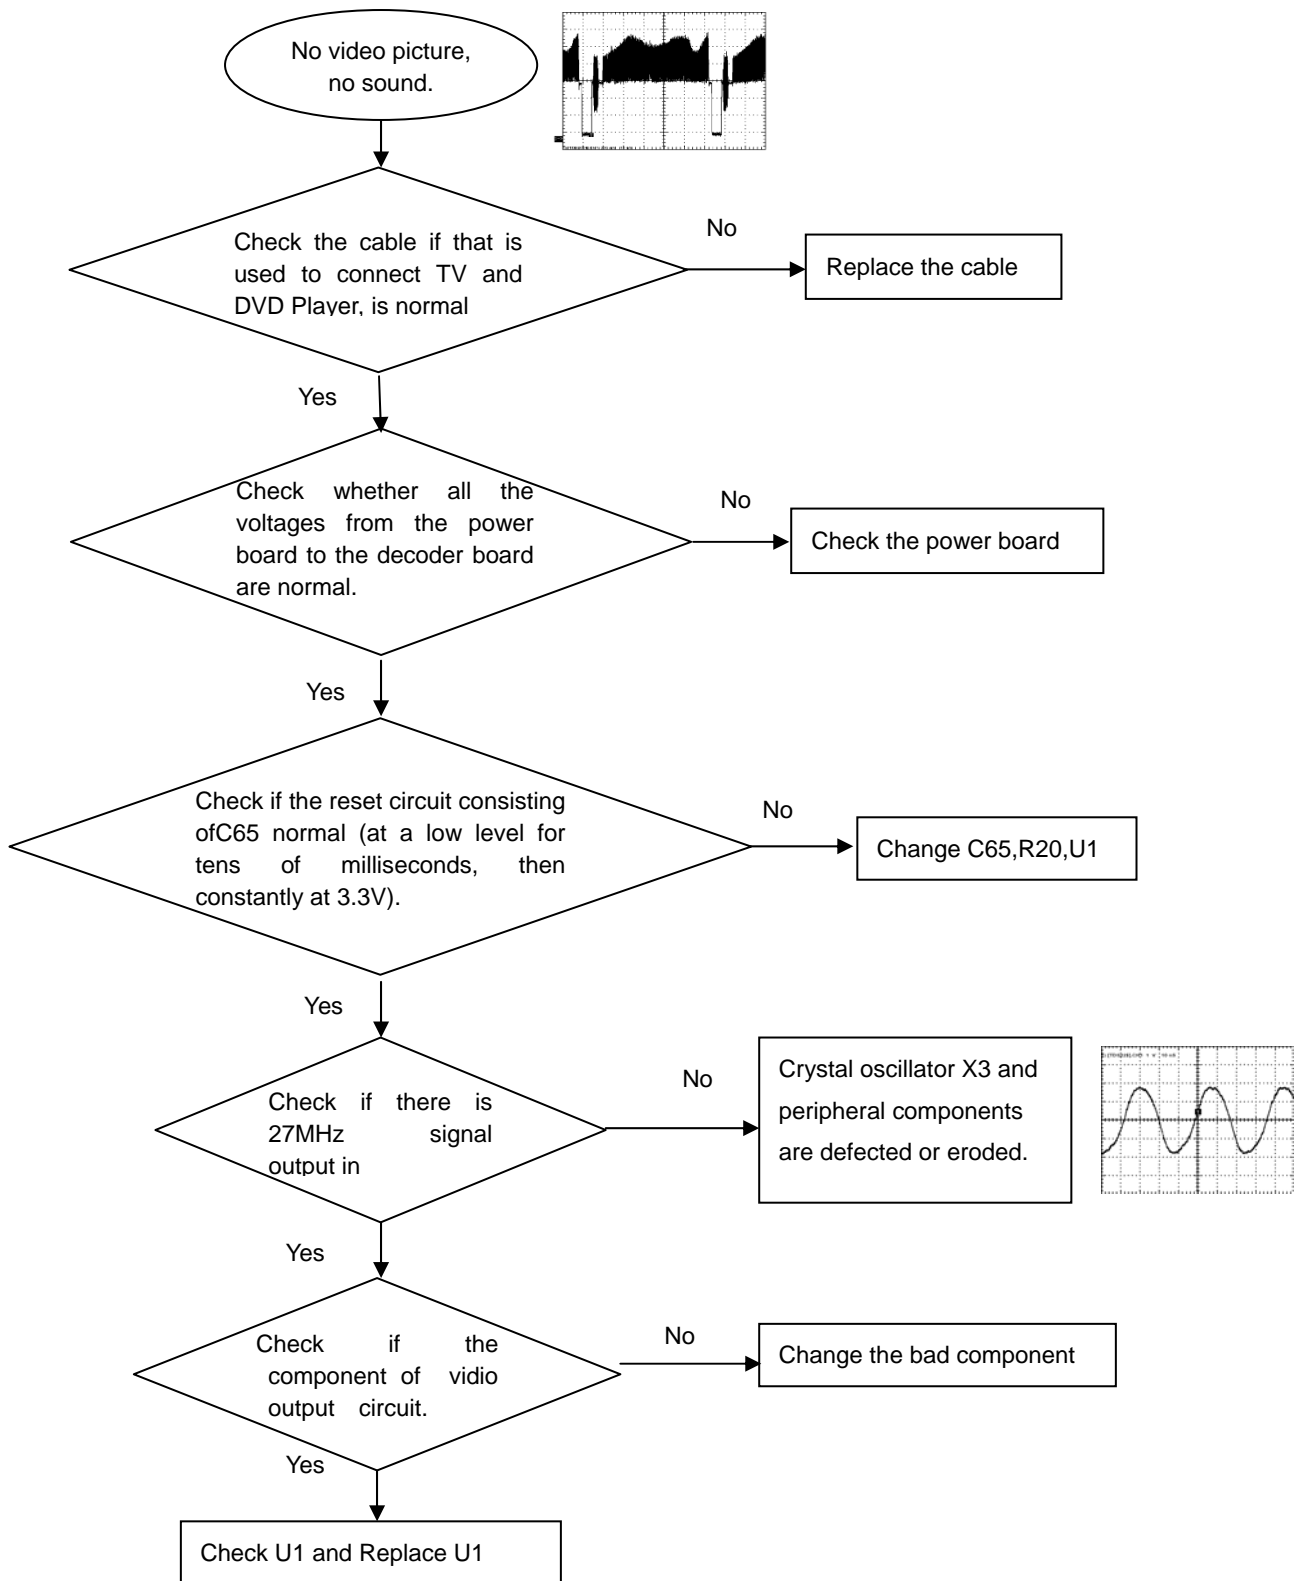 No video picture,
no sound.
Check the cable if that is
used to connect TV and
DVD Player, is normal
No
Replace the cable
Yes
Check whether all the
voltages from the power
board to the decoder board
are normal.
No
Check the power board
Yes
Check if the reset circuit consisting
ofC65 normal (at a low level for
tens of milliseconds, then
constantly at 3.3V).
No
Change C65,R20,U1
Yes
Check if there is
27MHz signal
output in
No
Crystal oscillator X3 and
peripheral components
are defected or eroded.
Yes
Check if the
component of vidio
output circuit.
No
Change the bad component
Yes
Check U1 and Replace U1